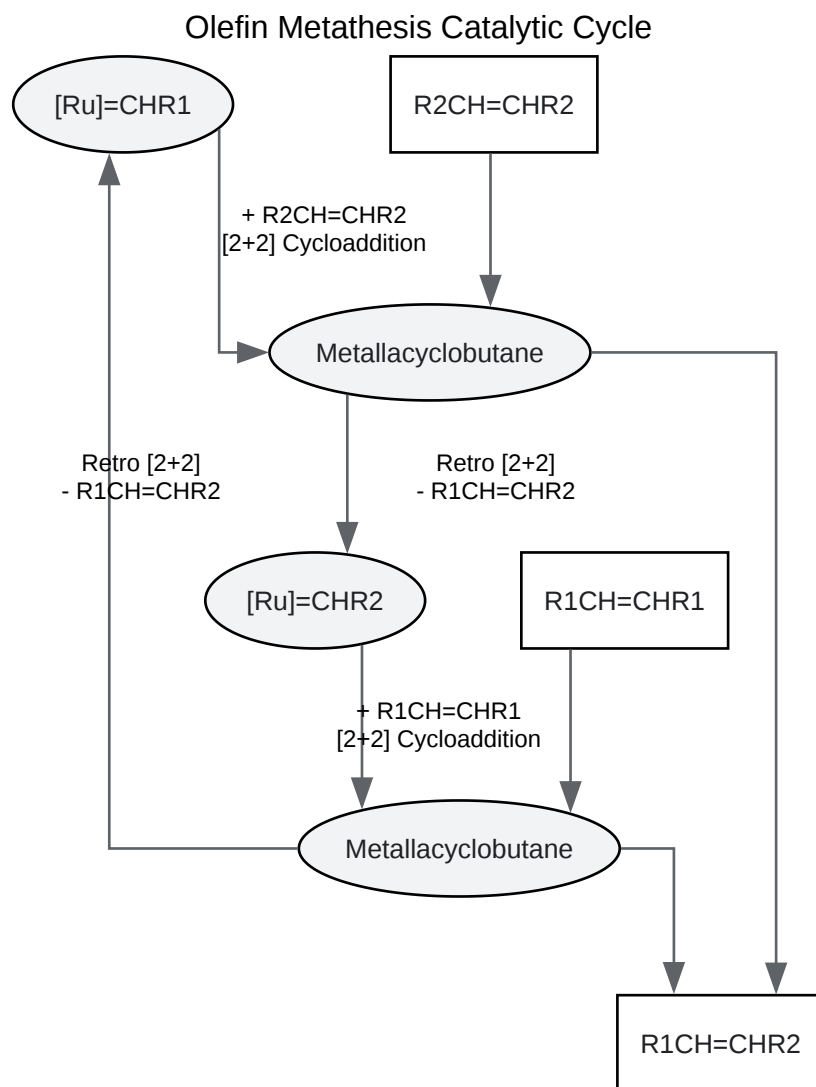 Olefin Metathesis Catalytic Cycle
[Ru]=CHR1
R2CH=CHR2
+ R2CH=CHR2
[2+2] Cycloaddition
Metallacyclobutane
Retro [2+2]
- R1CH=CHR2
Retro [2+2]
- R1CH=CHR2
[Ru]=CHR2
R1CH=CHR1
+ R1CH=CHR1
[2+2] Cycloaddition
Metallacyclobutane
R1CH=CHR2